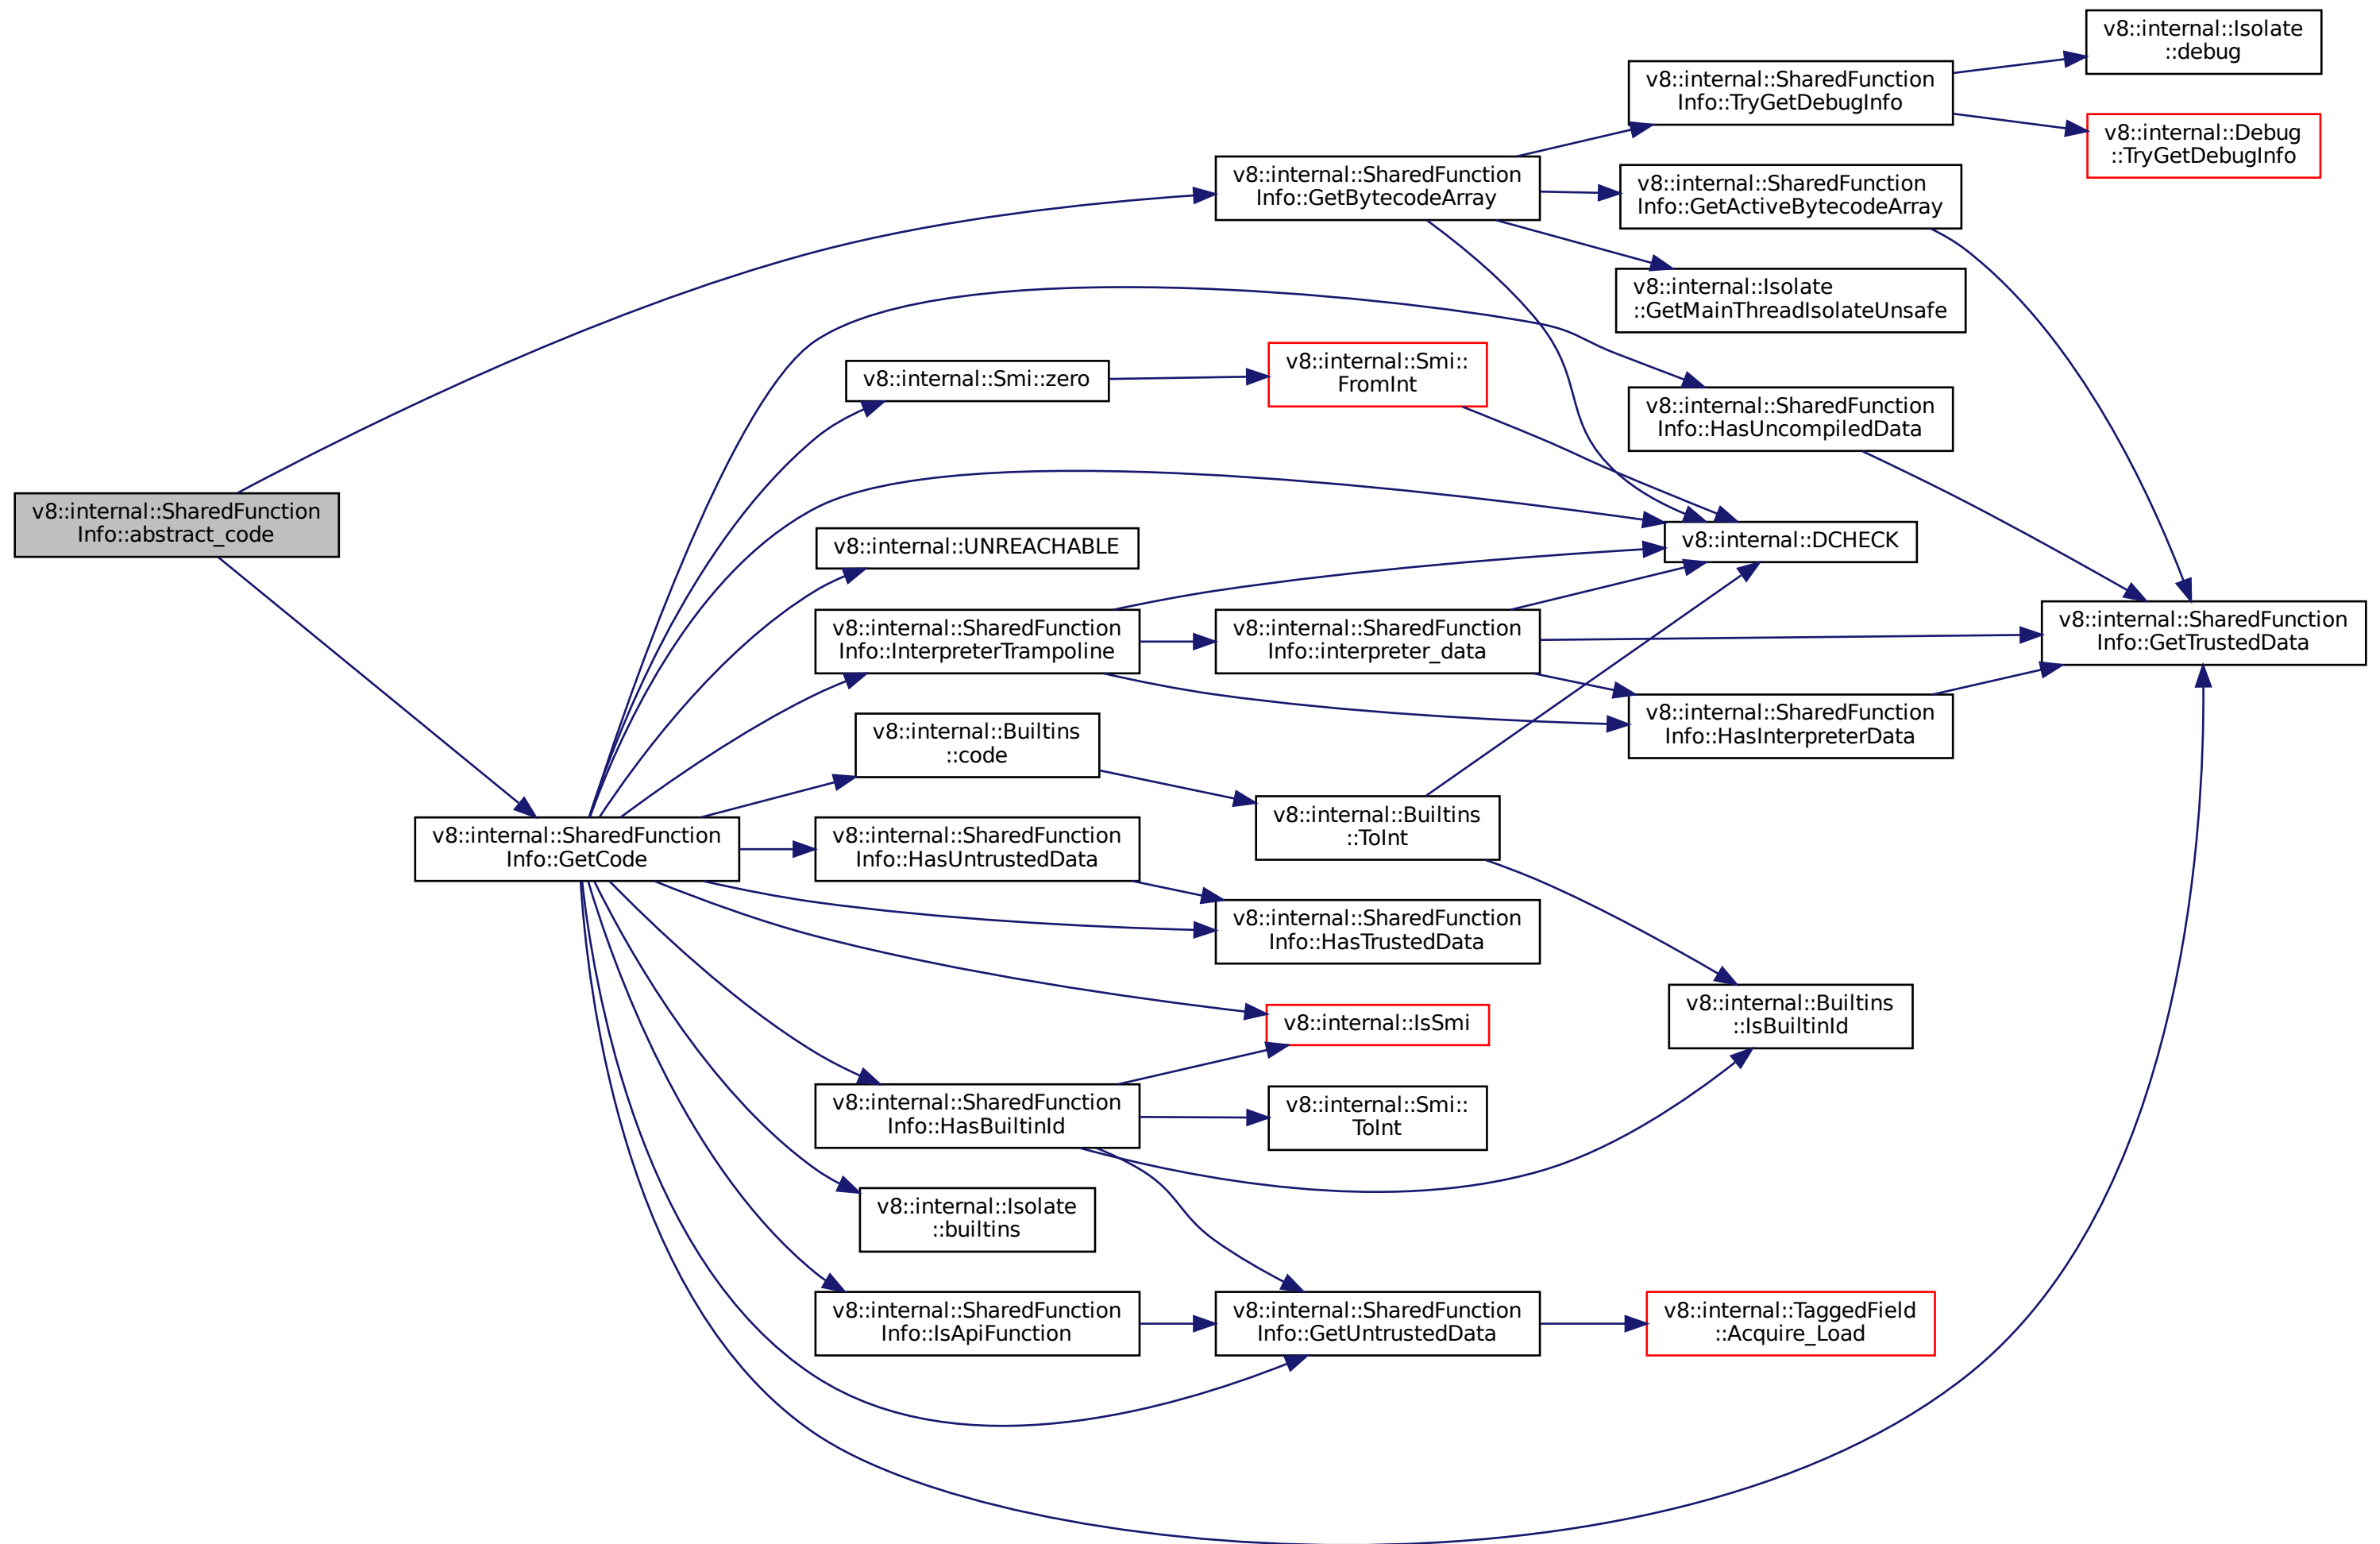 v8::internal::Isolate
::debug
v8::internal::SharedFunction
Info::TryGetDebugInfo
v8::internal::Debug
::TryGetDebugInfo
v8::internal::SharedFunction
Info::GetBytecodeArray
v8::internal::SharedFunction
Info::GetActiveBytecodeArray
v8::internal::Isolate
::GetMainThreadIsolateUnsafe
v8::internal::Smi::zero
v8::internal::Smi::
FromInt
v8::internal::SharedFunction
Info::HasUncompiledData
v8::internal::SharedFunction
Info::abstract_code
v8::internal::UNREACHABLE
v8::internal::DCHECK
v8::internal::SharedFunction
Info::InterpreterTrampoline
v8::internal::SharedFunction
Info::interpreter_data
v8::internal::SharedFunction
Info::GetTrustedData
v8::internal::SharedFunction
Info::HasInterpreterData
v8::internal::Builtins
::code
v8::internal::Builtins
::ToInt
v8::internal::SharedFunction
Info::GetCode
v8::internal::SharedFunction
Info::HasUntrustedData
v8::internal::SharedFunction
Info::HasTrustedData
v8::internal::IsSmi
v8::internal::Builtins
::IsBuiltinId
v8::internal::SharedFunction
Info::HasBuiltinId
v8::internal::Smi::
ToInt
v8::internal::Isolate
::builtins
v8::internal::SharedFunction
Info::IsApiFunction
v8::internal::SharedFunction
Info::GetUntrustedData
v8::internal::TaggedField
::Acquire_Load